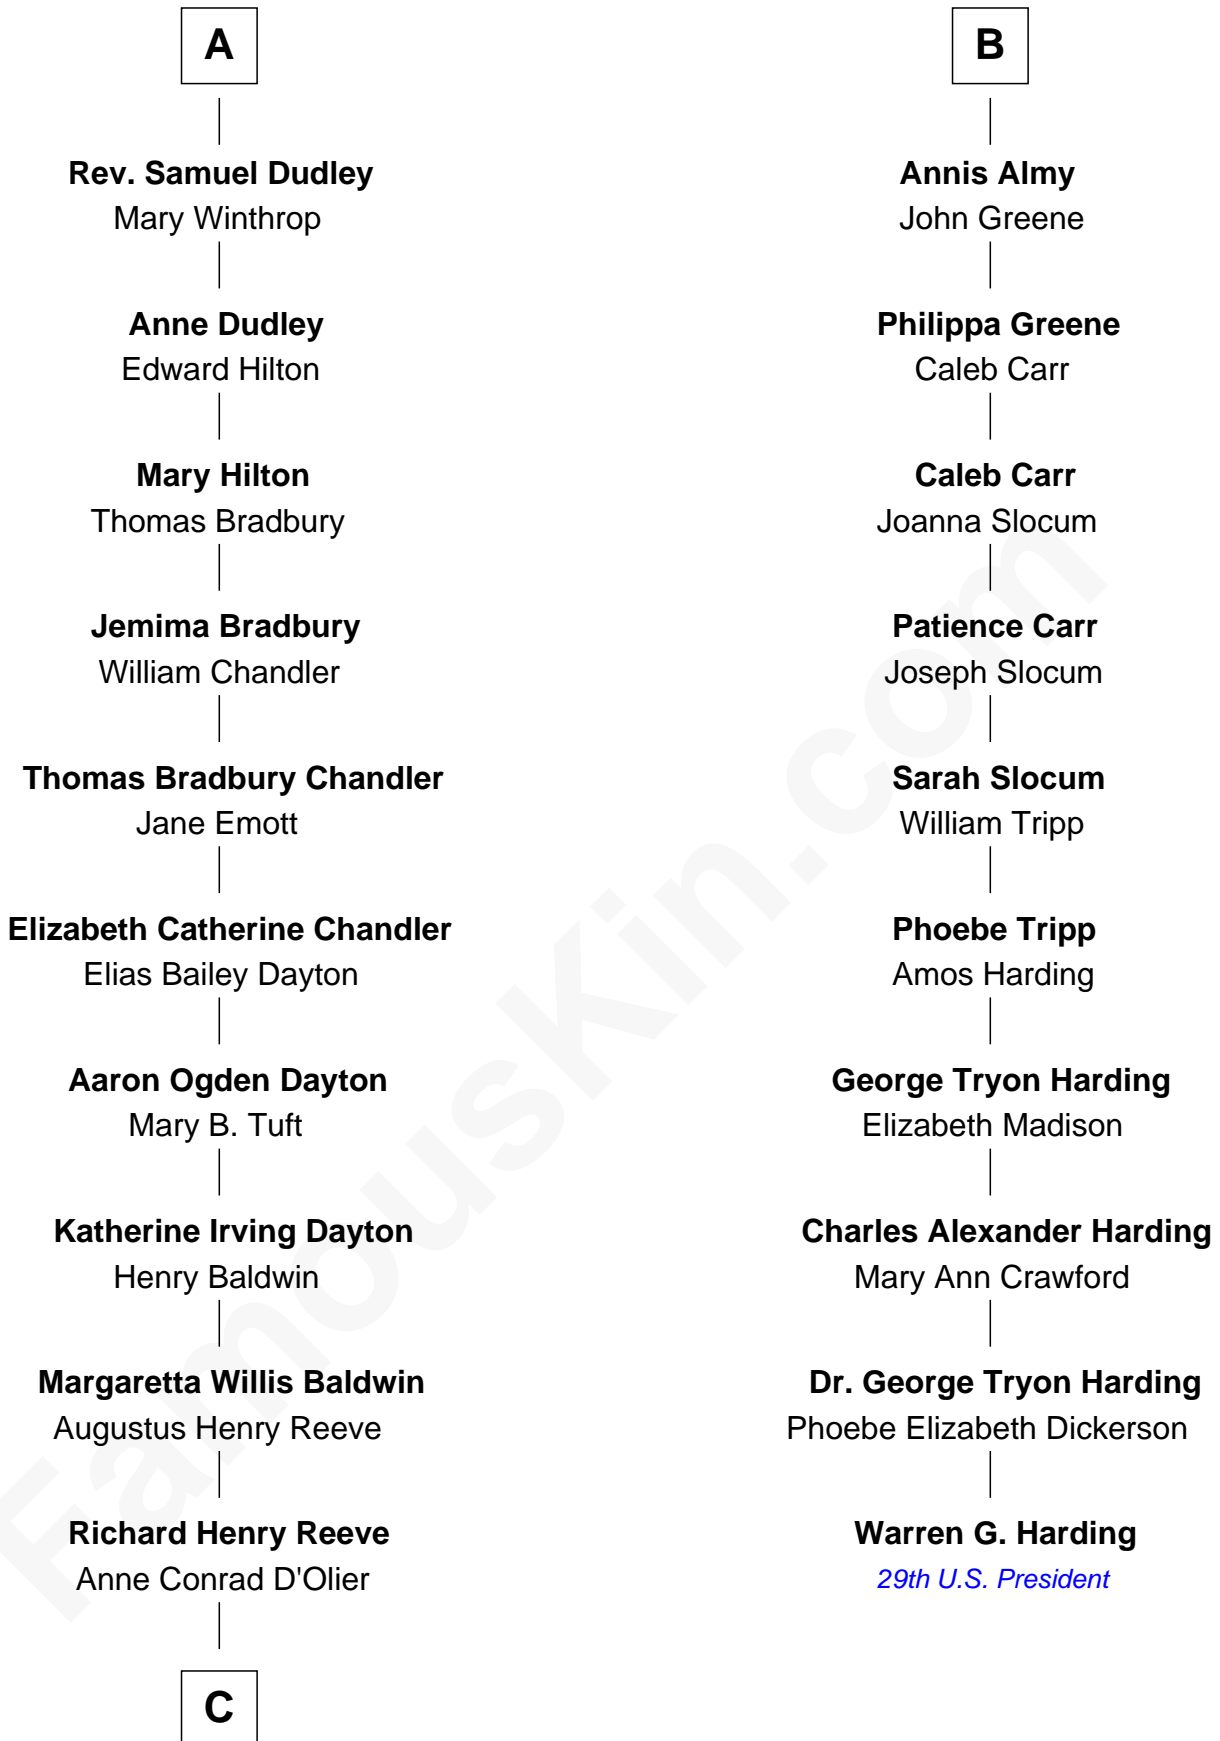 A
Rev. Samuel Dudley
Mary Winthrop
Anne Dudley
Edward Hilton
Mary Hilton
Thomas Bradbury
Jemima Bradbury
William Chandler
Thomas Bradbury Chandler
Jane Emott
Elizabeth Catherine Chandler
Elias Bailey Dayton
Aaron Ogden Dayton
Mary B. Tuft
Katherine Irving Dayton
Henry Baldwin
Margaretta Willis Baldwin
Augustus Henry Reeve
Richard Henry Reeve
Anne Conrad D'Olier
C
B
Annis Almy
John Greene
Philippa Greene
Caleb Carr
Caleb Carr
Joanna Slocum
Patience Carr
Joseph Slocum
Sarah Slocum
William Tripp
Phoebe Tripp
Amos Harding
George Tryon Harding
Elizabeth Madison
Charles Alexander Harding
Mary Ann Crawford
Dr. George Tryon Harding
Phoebe Elizabeth Dickerson
Warren G. Harding
29th U.S. President
FamousKin.com